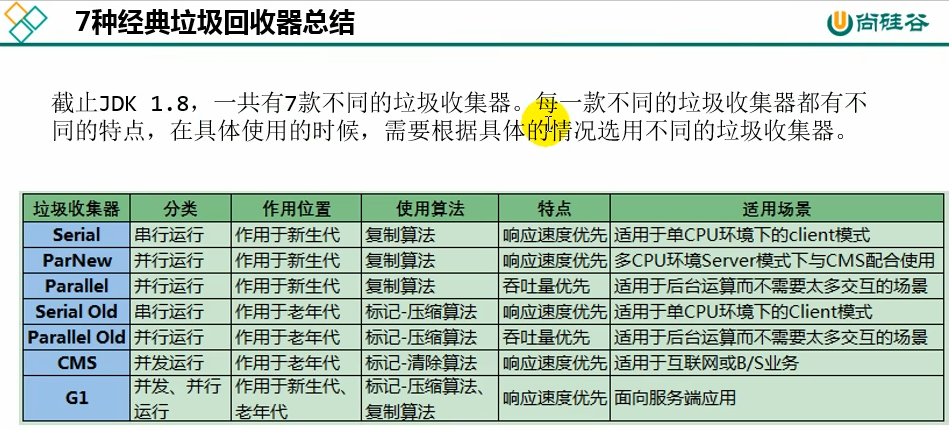 7种经典垃圾回收器总结
尚硅谷
截止JDK 1.8，一共有7款不同的垃圾收集器。每一款不同的垃圾收集器都有不
同的特点，在具体使用的时候，需要根据具体的情况选用不同的垃圾收集器。
垃圾收集器 分类 作用位置 使用算法 特点 适用场景
Serial 串行运行 作用于新生代 复制算法 响应速度优先 适用于单CPU环境下的client模式
ParNew 并行运行 作用于新生代 复制算法 响应速度优先 多CPU环境Server模式下与CMS配合使用
Parallel 并行运行 作用于新生代 复制算法 吞吐量优先 适用于后台运算而不需要太多交互的场景
Serial Old 串行运行 作用于老年代 标记-压缩算法 响应速度优先 适用于单CPU环境下的Client模式
Parallel Old 并行运行 作用于老年代 标记-压缩算法 吞吐量优先 适用于后台运算而不需要太多交互的场景
CMS 并发运行 作用于老年代 标记-清除算法 响应速度优先 适用于互联网或B/S业务
G1 并发、并行 作用于新生代、 标记-压缩算法、 响应速度优先 面向服务端应用
运行 老年代 复制算法